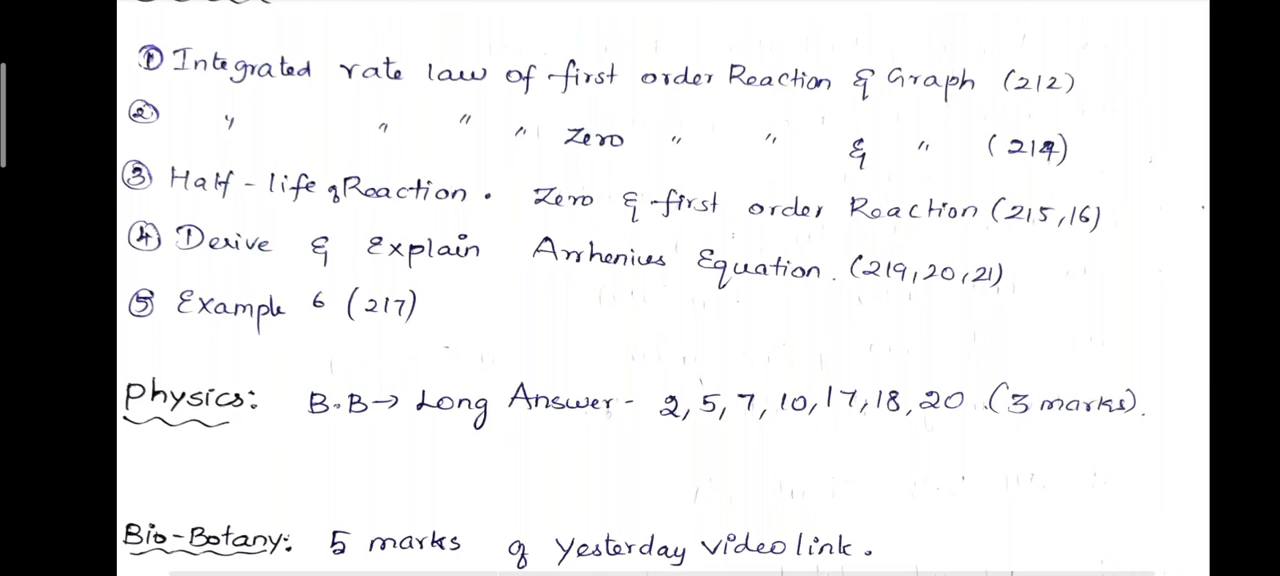 ① Integrated rate law of first order Reaction & Graph (212)
② " " " " Zero " " & " (214)
③ Half-life of Reaction. Zero & first order Reaction (215,16)
④ Derive & Explain Arrhenius Equation. (219,20,21)
⑤ Example 6 (217)
Physics: B.B→ Long Answer - 2,5,7,10,17,18,20 (3 marks).
Bio-Botany: 5 marks of Yesterday video link.